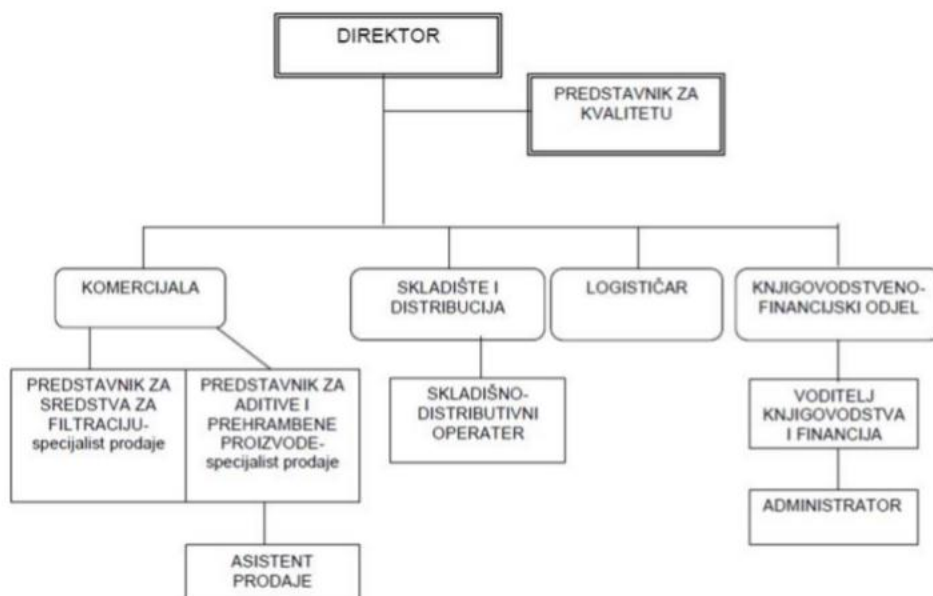 DIREKTOR
PREDSTAVNIK ZA
KVALITETU
KOMERCIJALA
SKLADIŠTE I
DISTRIBUCIJA
LOGISTIČAR
KNJIGOVODSTVENO-
FINANCIJSKI ODJEL
PREDSTAVNIK ZA
SREDSTVA ZA
FILTRACIJU-
specijalist prodaje
PREDSTAVNIK ZA
ADITIVE I
PREHRAMBENE
PROIZVODE-
specijalist prodaje
SKLADIŠNO-
DISTRIBUTIVNI
OPERATER
VODITELJ
KNJIGOVODSTVA
I FINANCIJA
ADMINISTRATOR
ASISTENT
PRODAJE